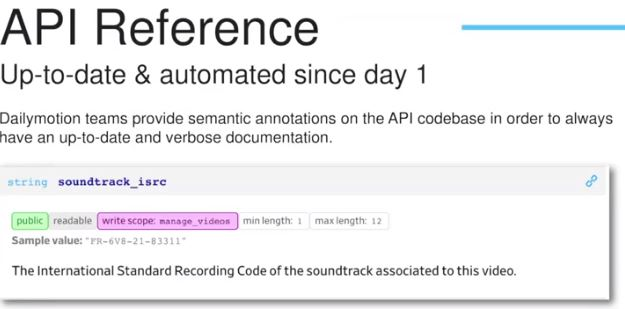 API Reference
Up-to-date & automated since day 1
Dailymotion teams provide semantic annotations on the API codebase in order to always
have an up-to-date and verbose documentation.
string soundtrack_isrc
public readable write scope: manage_videos min length: 1 max length: 12
Sample value: "FR-6V8-21-83311"
The International Standard Recording Code of the soundtrack associated to this video.